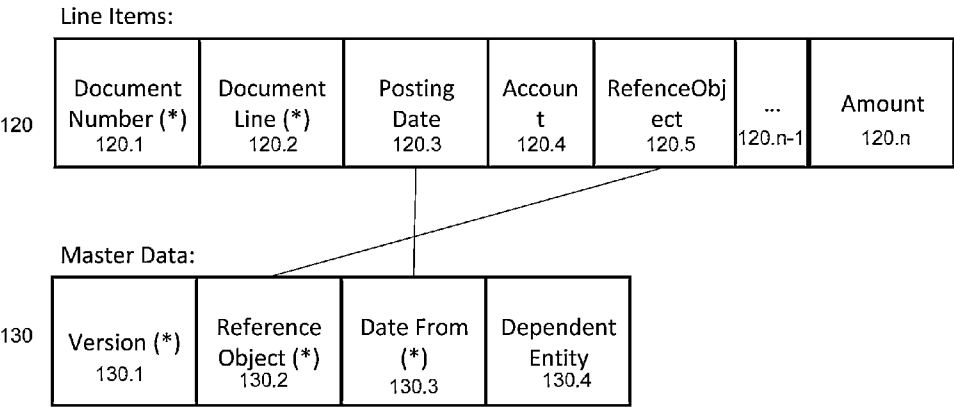 Line Items:
120
Document
Number (*)
120.1
Document
Line (*)
120.2
Posting
Date
120.3
Accoun
t
120.4
RefenceObj
ect
120.5
...
120.n-1
Amount
120.n
Master Data:
130
Version (*)
130.1
Reference
Object (*)
130.2
Date From
(*)
130.3
Dependent
Entity
130.4